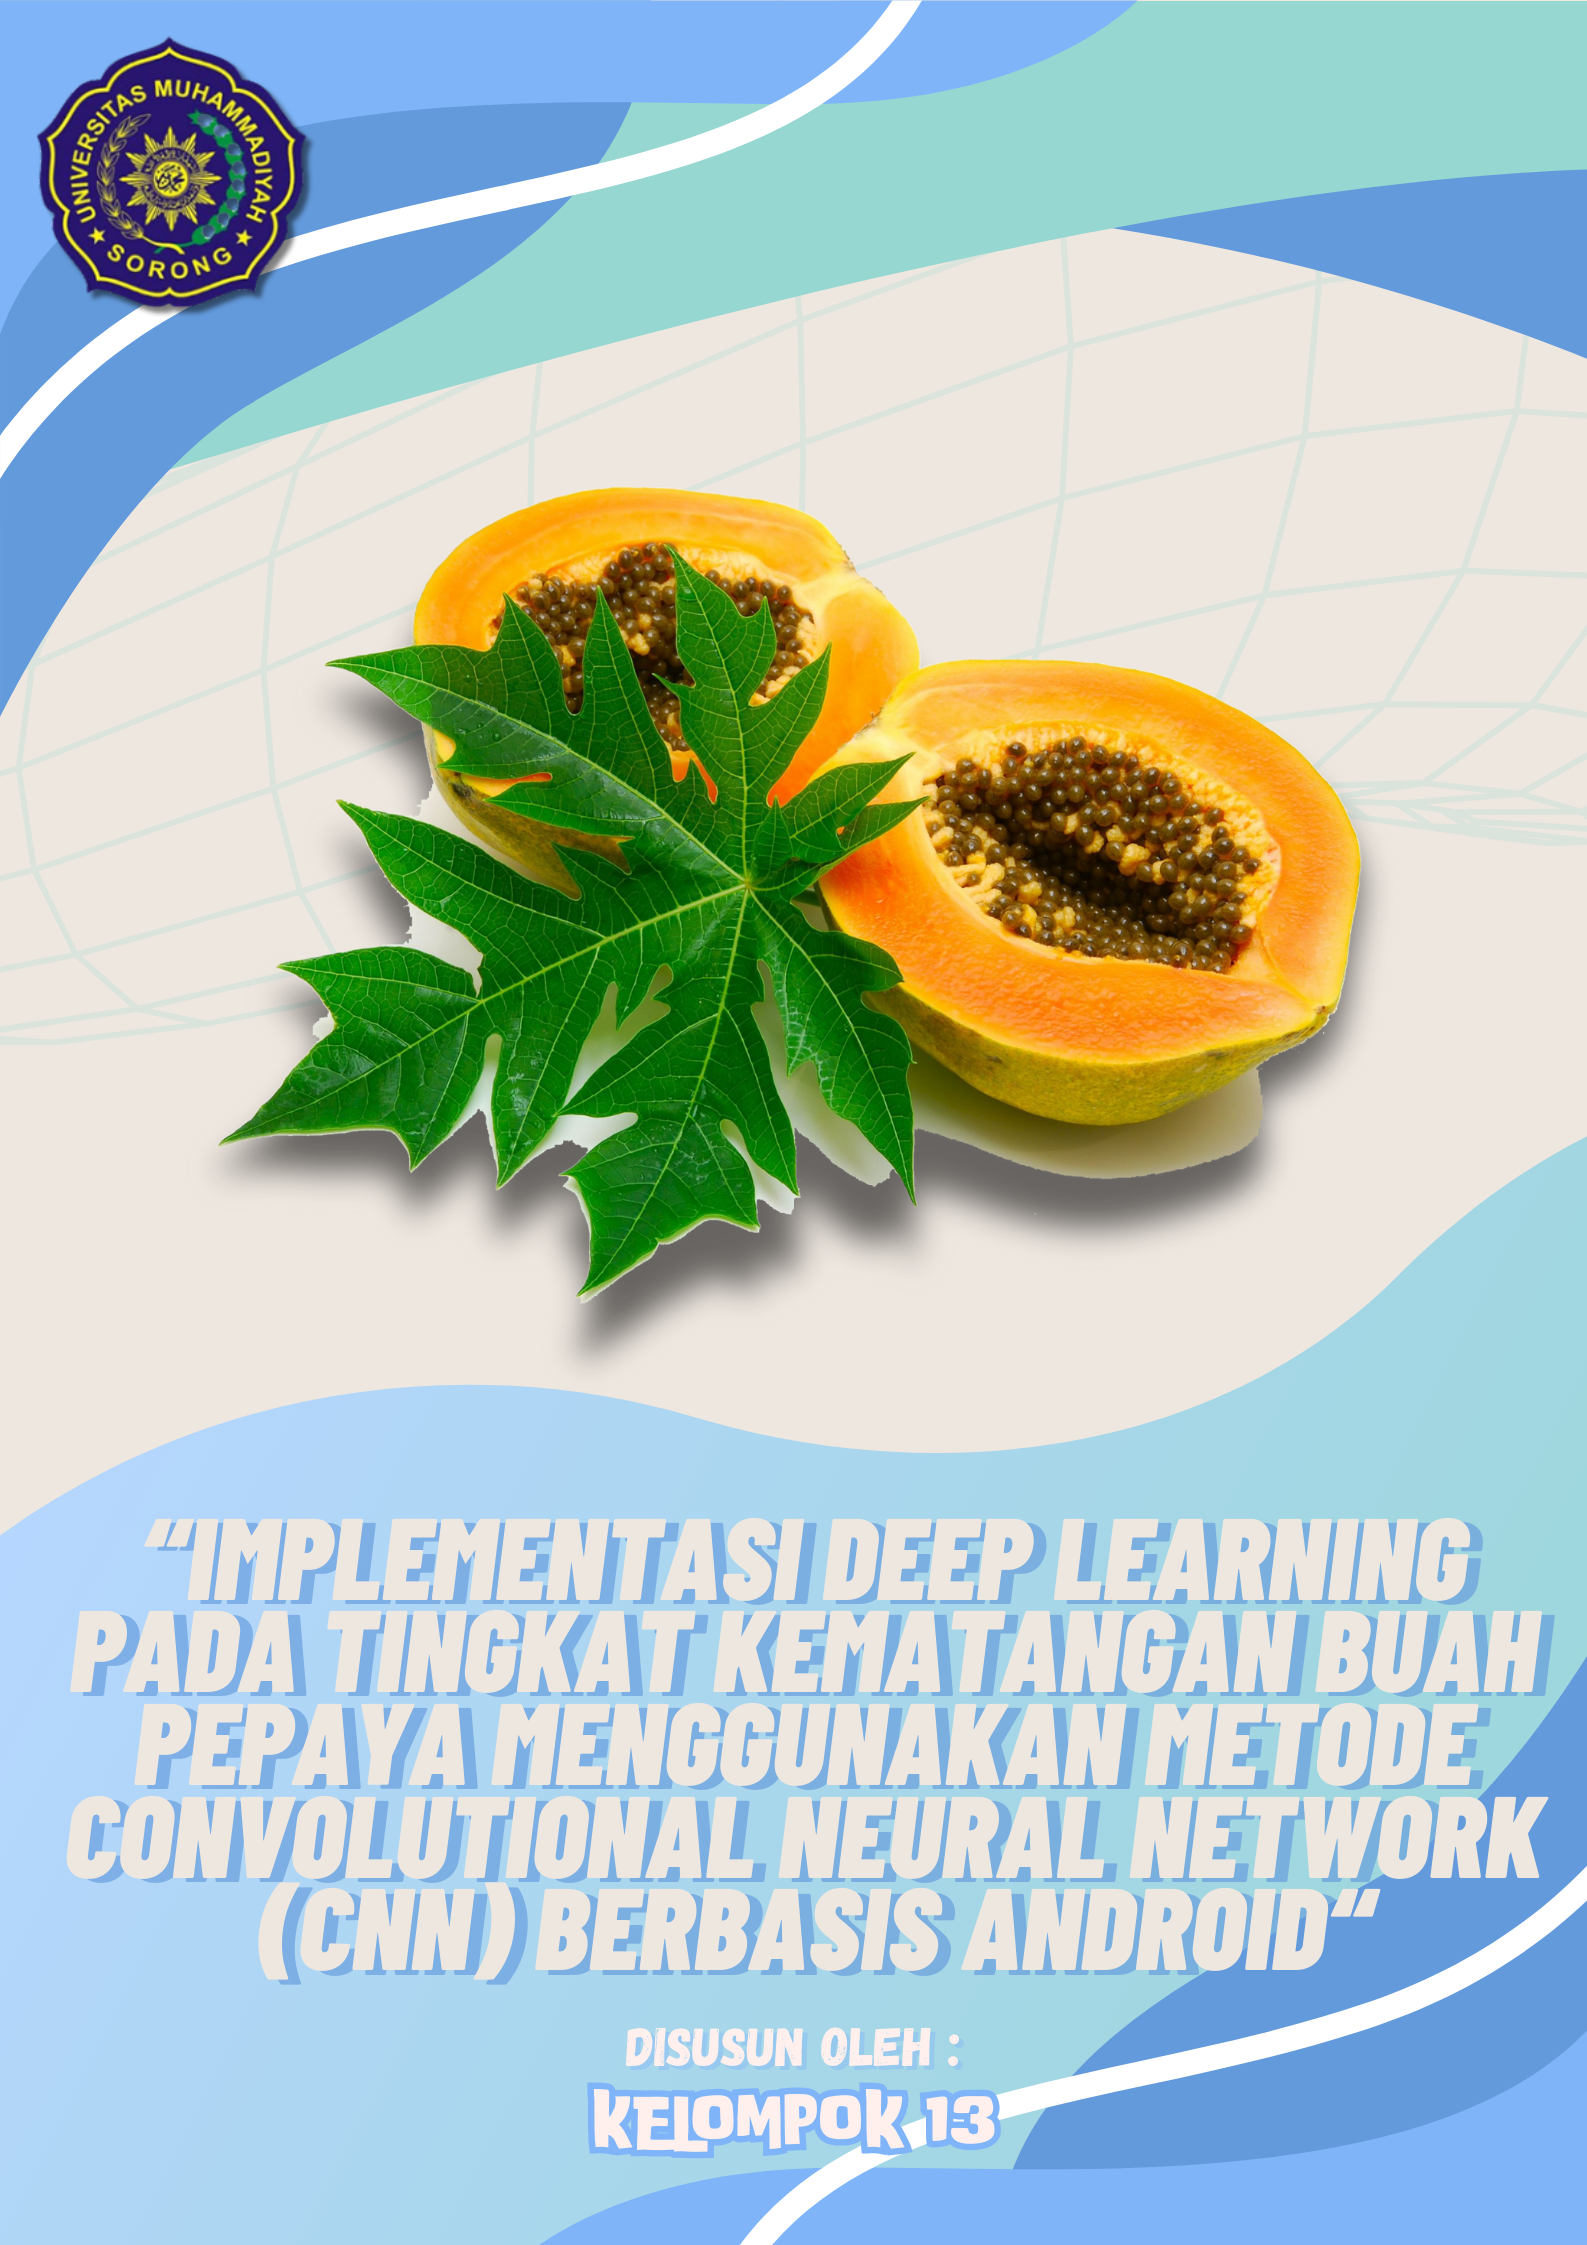 UNIVERSITAS MUHAMMADIYAH
SORONG
“IMPLEMENTASI DEEP LEARNING
PADA TINGKAT KEMATANGAN BUAH
PEPAYA MENGGUNAKAN METODE
CONVOLUTIONAL NEURAL NETWORK
(CNN) BERBASIS ANDROID“
DISUSUN OLEH :
KELOMPOK 13